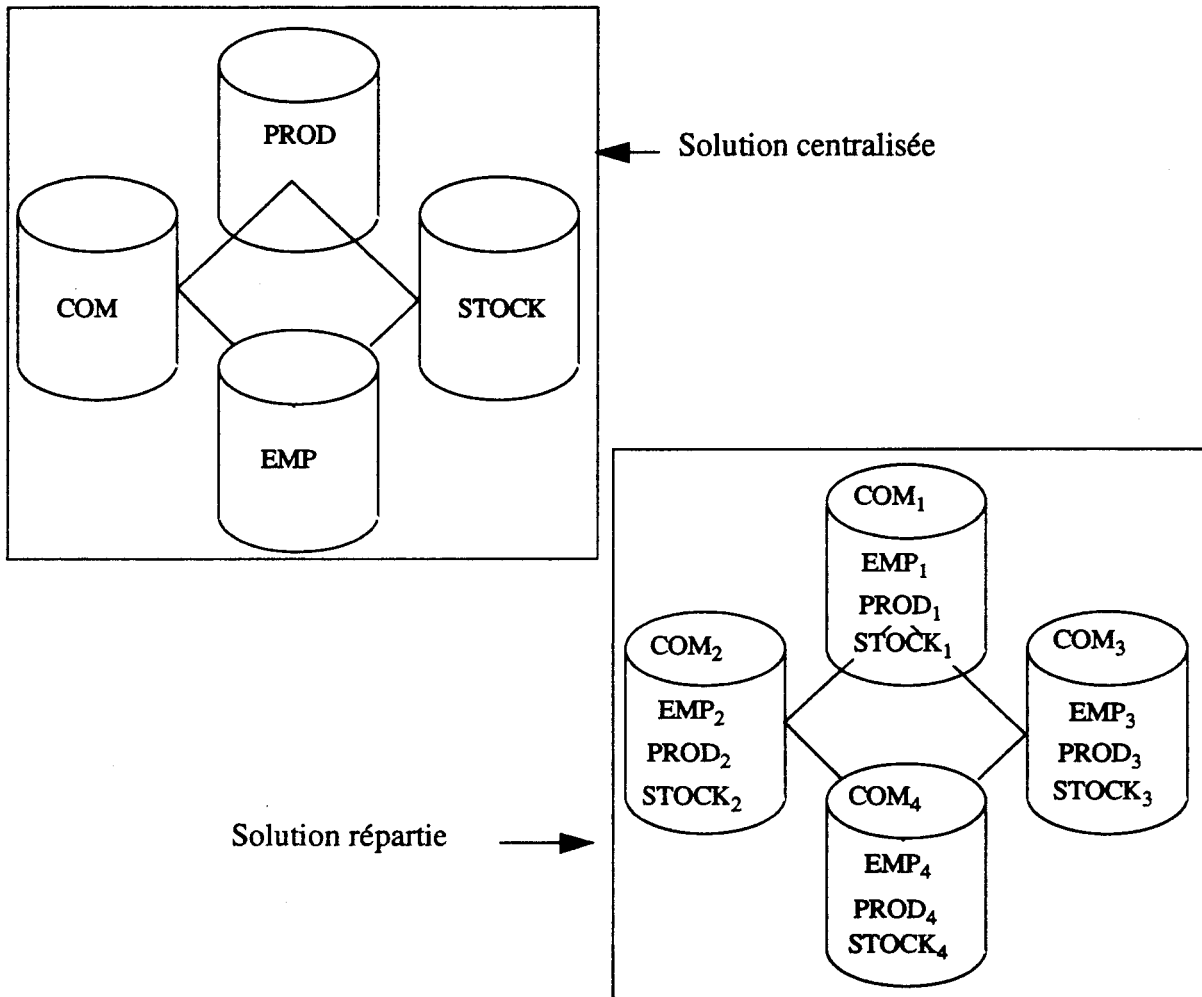 PROD
Solution centralisée
COM
STOCK
EMP
COM₁
EMP₁
PROD₁
STOCK₁
COM₂
EMP₂
PROD₂
STOCK₂
COM₃
EMP₃
PROD₃
STOCK₃
COM₄
EMP₄
PROD₄
STOCK₄
Solution répartie